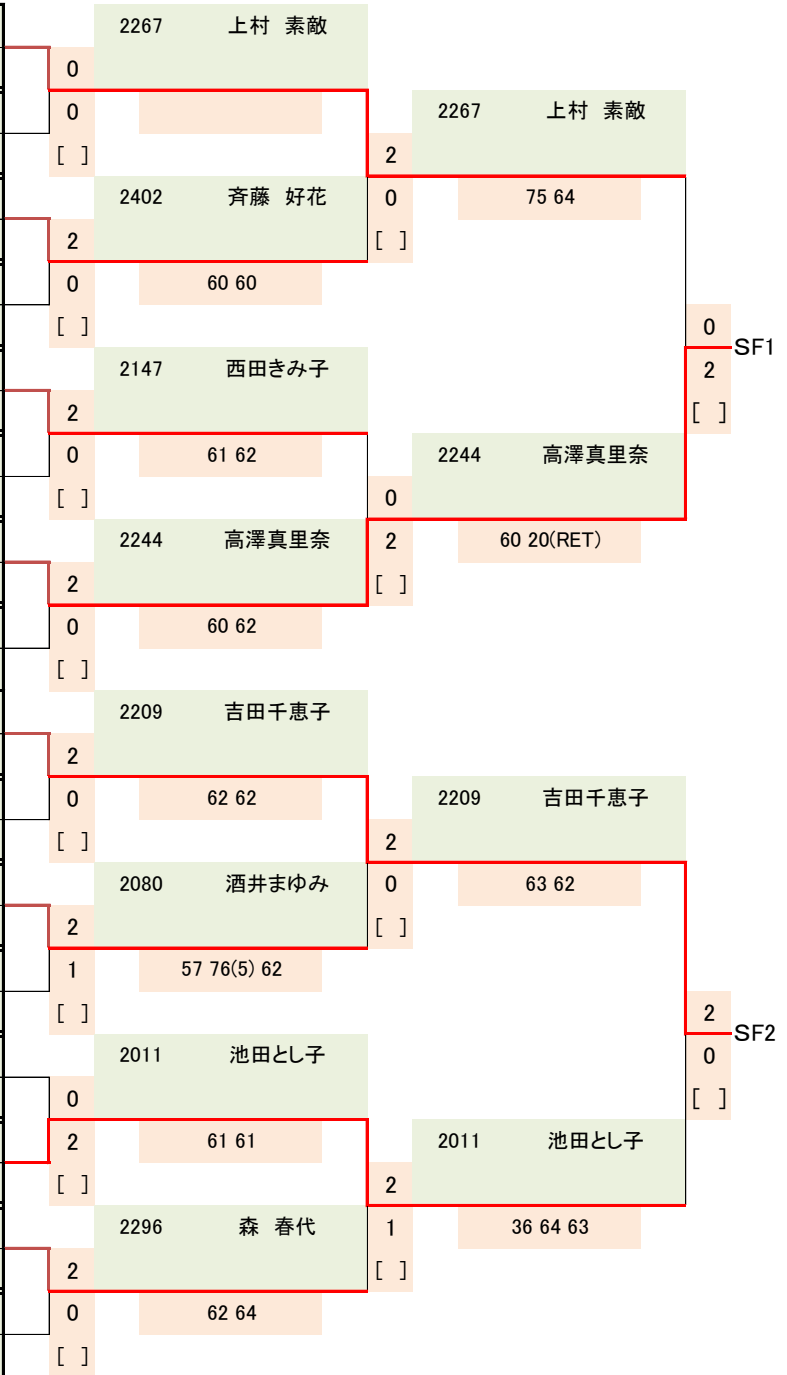 2267 上村 素敵
0
0
[ ]
2267 上村 素敵
2
0
[ ]
75 64
2402 斉藤 好花
2
0
[ ]
60 60
0
2
[ ]
SF1
2147 西田きみ子
2
0
[ ]
61 62
2244 高澤真里奈
0
2
[ ]
60 20(RET)
2244 高澤真里奈
2
0
[ ]
60 62
2209 吉田千恵子
2
0
[ ]
62 62
2209 吉田千恵子
2
0
[ ]
63 62
2080 酒井まゆみ
2
1
[ ]
57 76(5) 62
2
0
[ ]
SF2
2011 池田とし子
0
2
[ ]
61 61
2011 池田とし子
2
1
[ ]
36 64 63
2296 森 春代
2
0
[ ]
62 64